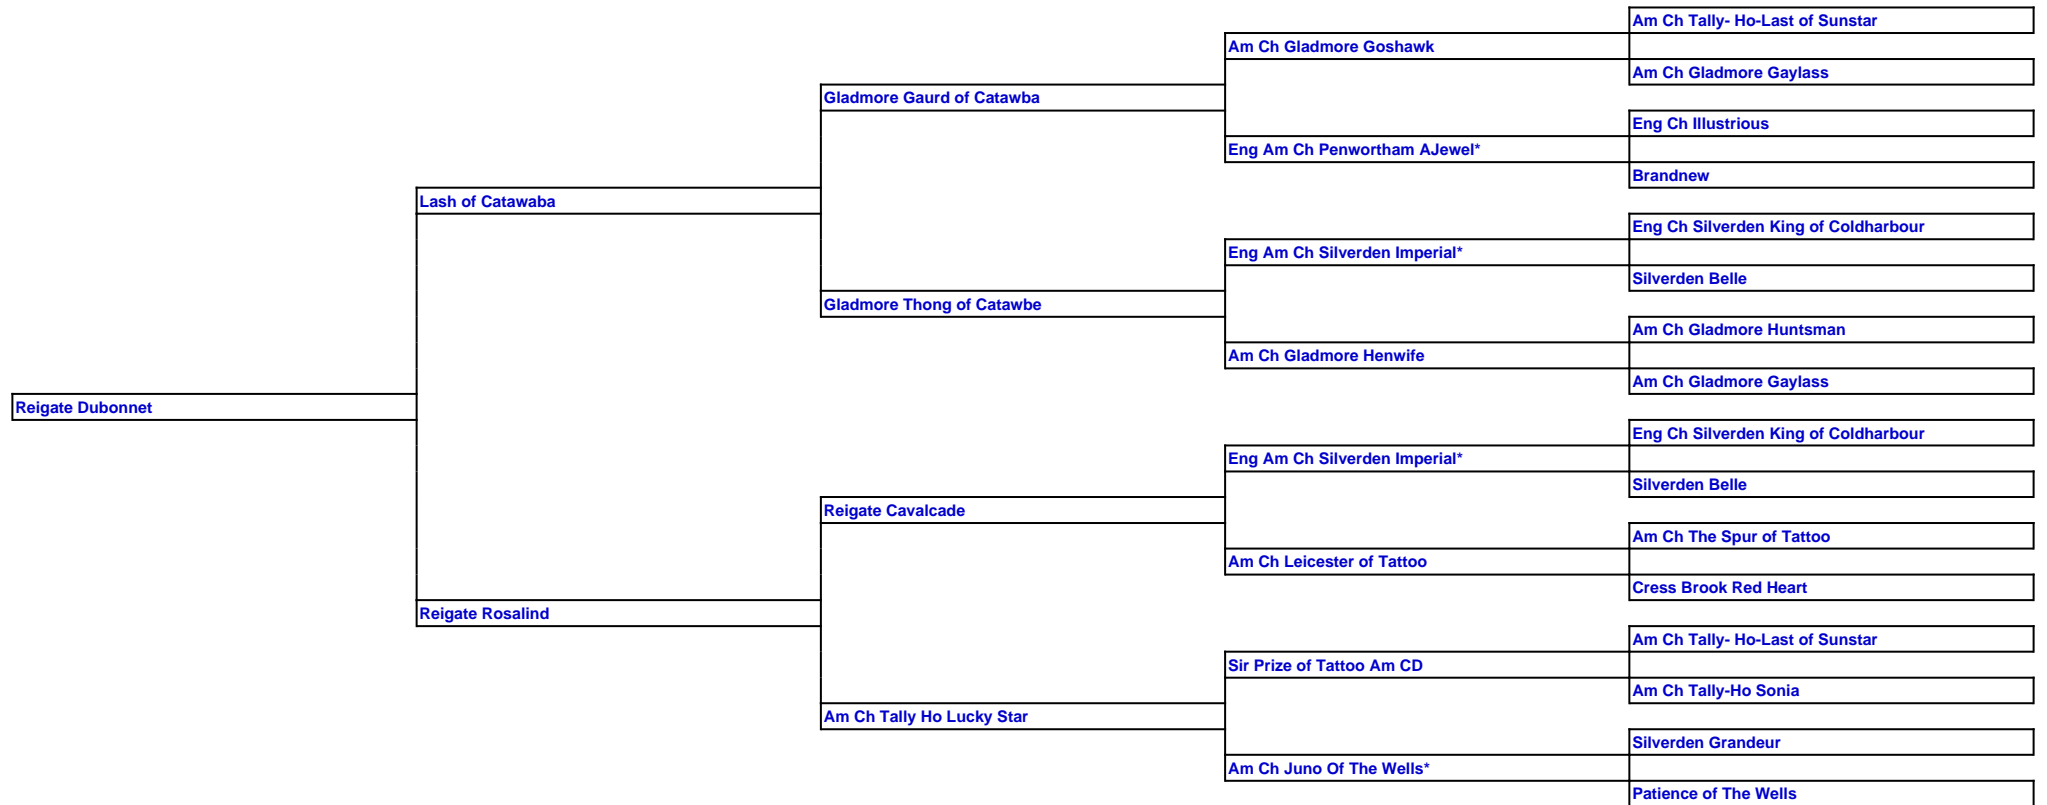 Am Ch Tally- Ho-Last of Sunstar
Am Ch Gladmore Goshawk
Am Ch Gladmore Gaylass
Gladmore Gaurd of Catawba
Eng Ch Illustrious
Eng Am Ch Penwortham AJewel*
Brandnew
Lash of Catawaba
Eng Ch Silverden King of Coldharbour
Eng Am Ch Silverden Imperial*
Silverden Belle
Gladmore Thong of Catawbe
Am Ch Gladmore Huntsman
Am Ch Gladmore Henwife
Am Ch Gladmore Gaylass
Reigate Dubonnet
Eng Ch Silverden King of Coldharbour
Eng Am Ch Silverden Imperial*
Silverden Belle
Reigate Cavalcade
Am Ch The Spur of Tattoo
Am Ch Leicester of Tattoo
Cress Brook Red Heart
Reigate Rosalind
Am Ch Tally- Ho-Last of Sunstar
Sir Prize of Tattoo Am CD
Am Ch Tally-Ho Sonia
Am Ch Tally Ho Lucky Star
Silverden Grandeur
Am Ch Juno Of The Wells*
Patience of The Wells